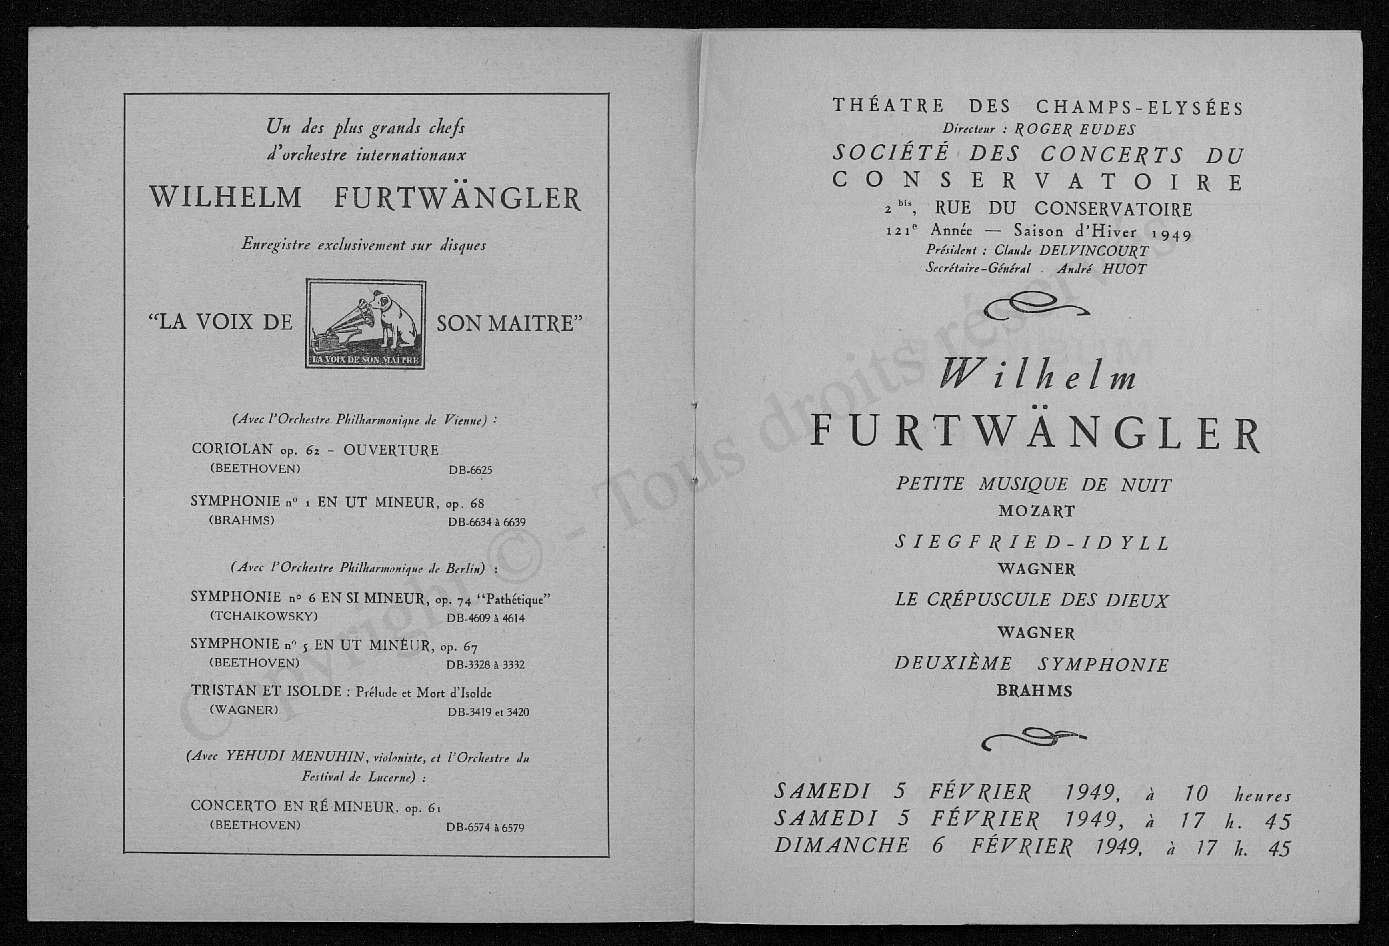 Un des plus grands chefs
d'orchestre internationaux
WILHELM FURTWÄNGLER
Enregistre exclusivement sur disques
"LA VOIX DE SON MAITRE"
LA VOIX DE SON MAITRE
(Avec l'Orchestre Philharmonique de Vienne) :
CORIOLAN op. 62 - OUVERTURE
(BEETHOVEN) DB-6625
SYMPHONIE nº 1 EN UT MINEUR, op. 68
(BRAHMS) DB-6634 à 6639
(Avec l'Orchestre Philharmonique de Berlin) :
SYMPHONIE nº 6 EN SI MINEUR, op. 74 "Pathétique"
(TCHAIKOWSKY) DB-4609 à 4614
SYMPHONIE nº 5 EN UT MINEUR, op. 67
(BEETHOVEN) DB-3328 à 3332
TRISTAN ET ISOLDE : Prélude et Mort d'Isolde
(WAGNER) DB-3419 et 3420
(Avec YEHUDI MENUHIN, violoniste, et l'Orchestre du
Festival de Lucerne) :
CONCERTO EN RÉ MINEUR, op. 61
(BEETHOVEN) DB-6574 à 6579
THÉATRE DES CHAMPS-ELYSÉES
Directeur : ROGER EUDES
SOCIÉTÉ DES CONCERTS DU
CONSERVATOIRE
2 bis, RUE DU CONSERVATOIRE
121e Année — Saison d'Hiver 1949
Président : Claude DELVINCOURT
Secrétaire-Général . André HUOT
Wilhelm
FURTWÄNGLER
PETITE MUSIQUE DE NUIT
MOZART
SIEGFRIED-IDYLL
WAGNER
LE CRÉPUSCULE DES DIEUX
WAGNER
DEUXIÈME SYMPHONIE
BRAHMS
SAMEDI 5 FÉVRIER 1949, à 10 heures
SAMEDI 5 FÉVRIER 1949, à 17 h. 45
DIMANCHE 6 FÉVRIER 1949, à 17 h. 45
Copyright © - Tous droits réservés.